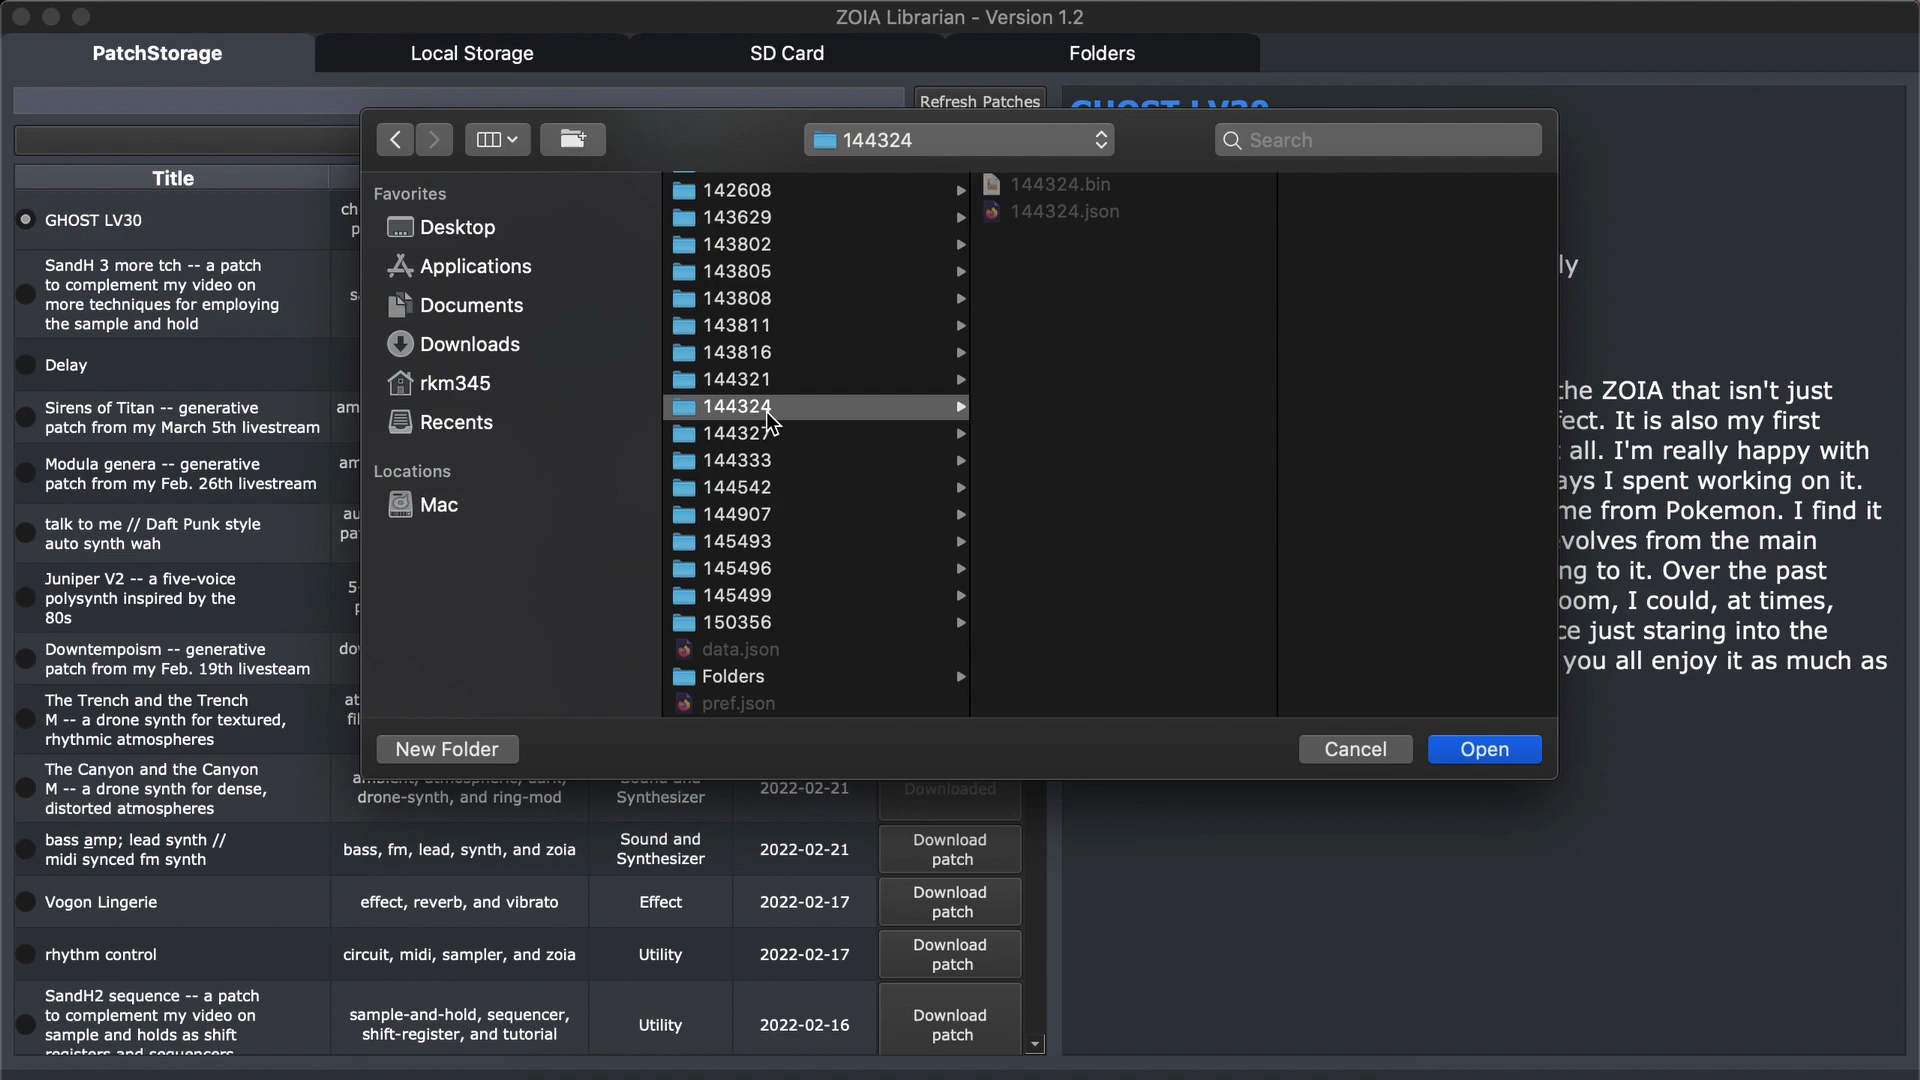 ZOIA Librarian - Version 1.2
PatchStorage
Local Storage
SD Card
Folders
Refresh Patches
GHOST LV30
144324
Search
Title
GHOST LV30
SandH 3 more tch -- a patch
to complement my video on
more techniques for employing
the sample and hold
Delay
Sirens of Titan -- generative
patch from my March 5th livestream
Modula genera -- generative
patch from my Feb. 26th livestream
talk to me // Daft Punk style
auto synth wah
Juniper V2 -- a five-voice
polysynth inspired by the
80s
Downtempoism -- generative
patch from my Feb. 19th livesteam
The Trench and the Trench
M -- a drone synth for textured,
rhythmic atmospheres
The Canyon and the Canyon
M -- a drone synth for dense,
distorted atmospheres
Favorites
Desktop
Applications
Documents
Downloads
rkm345
Recents
Locations
Mac
142608
143629
143802
143805
143808
143811
143816
144321
144324
144327
144333
144542
144907
145493
145496
145499
150356
data.json
Folders
pref.json
144324.bin
144324.json
New Folder
Cancel
Open
ly
the ZOIA that isn't just
fect. It is also my first
all. I'm really happy with
ays I spent working on it.
me from Pokemon. I find it
volves from the main
ng to it. Over the past
oom, I could, at times,
ce just staring into the
you all enjoy it as much as
drone-synth, and ring-mod
Synthesizer
2022-02-21
Downloaded
bass amp; lead synth //
midi synced fm synth
bass, fm, lead, synth, and zoia
Sound and
Synthesizer
2022-02-21
Download
patch
Vogon Lingerie
effect, reverb, and vibrato
Effect
2022-02-17
Download
patch
rhythm control
circuit, midi, sampler, and zoia
Utility
2022-02-17
Download
patch
SandH2 sequence -- a patch
to complement my video on
sample and holds as shift
registers and sequencers
sample-and-hold, sequencer,
shift-register, and tutorial
Utility
2022-02-16
Download
patch